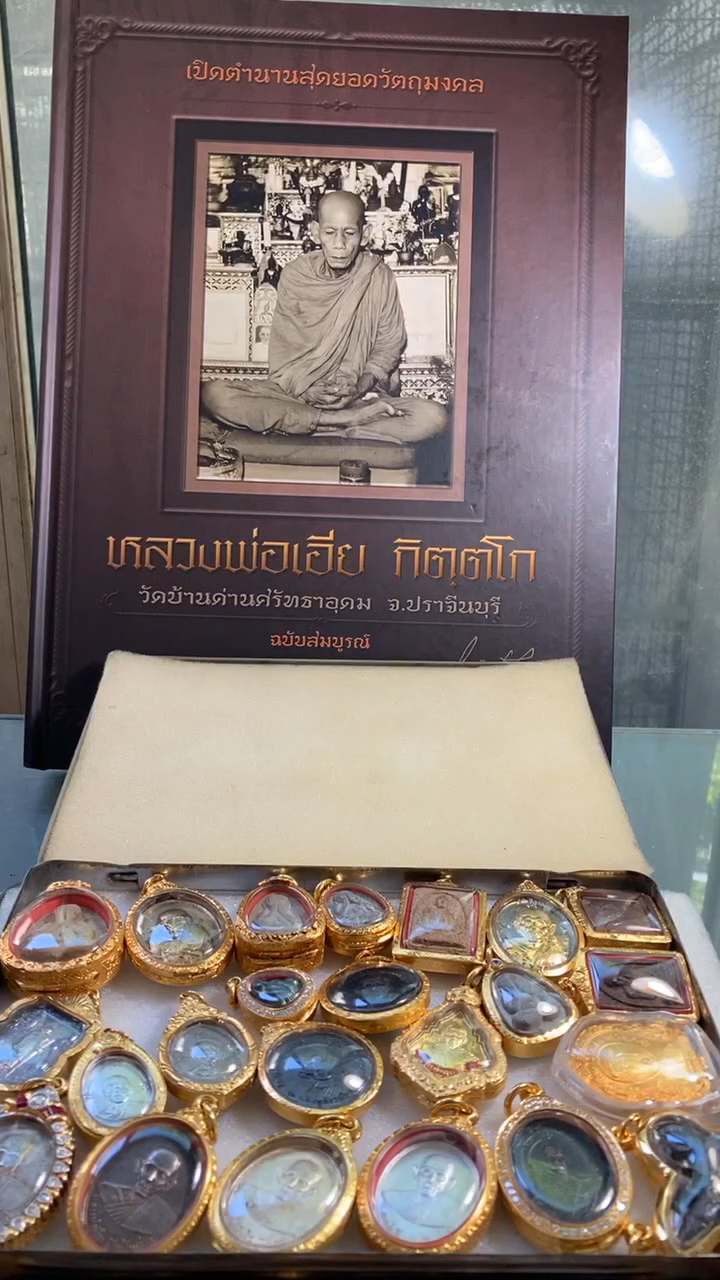 เปิดตำนานสุดยอดวัตถุมงคล
หลวงพ่อเอีย กิตฺตโก
วัดบ้านด่านศรัทธาอุดม จ.ปราจีนบุรี
ฉบับสมบูรณ์